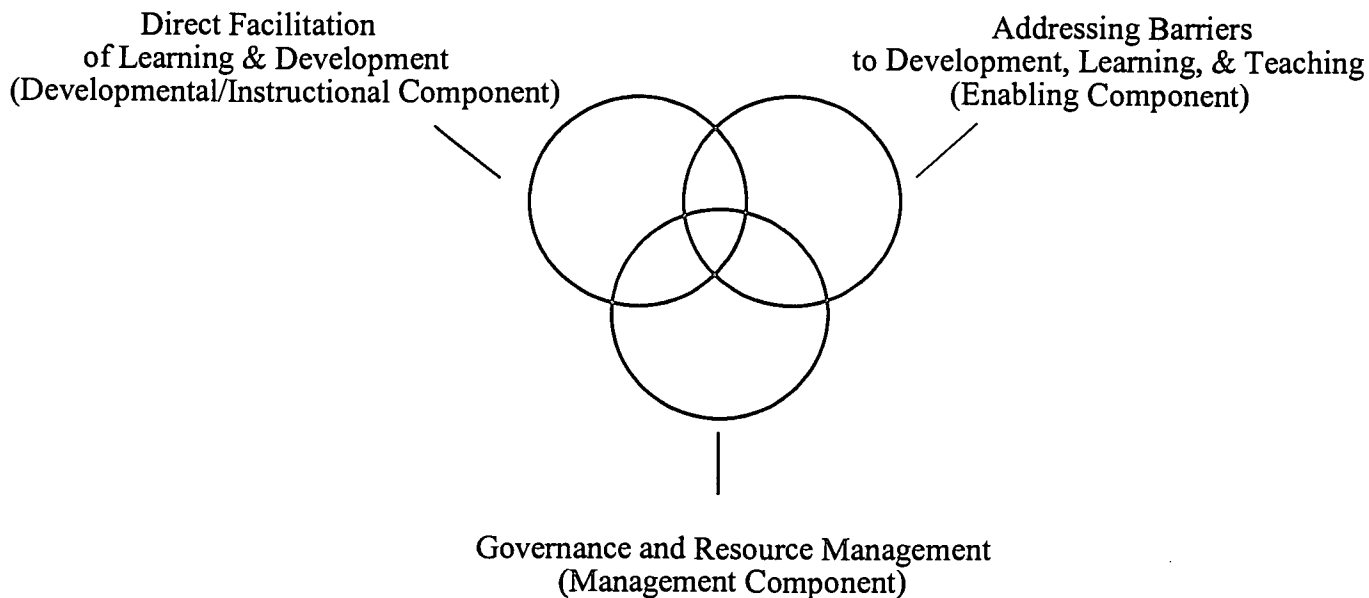 Direct Facilitation
of Learning & Development
(Developmental/Instructional Component)
Addressing Barriers
to Development, Learning, & Teaching
(Enabling Component)
Governance and Resource Management
(Management Component)